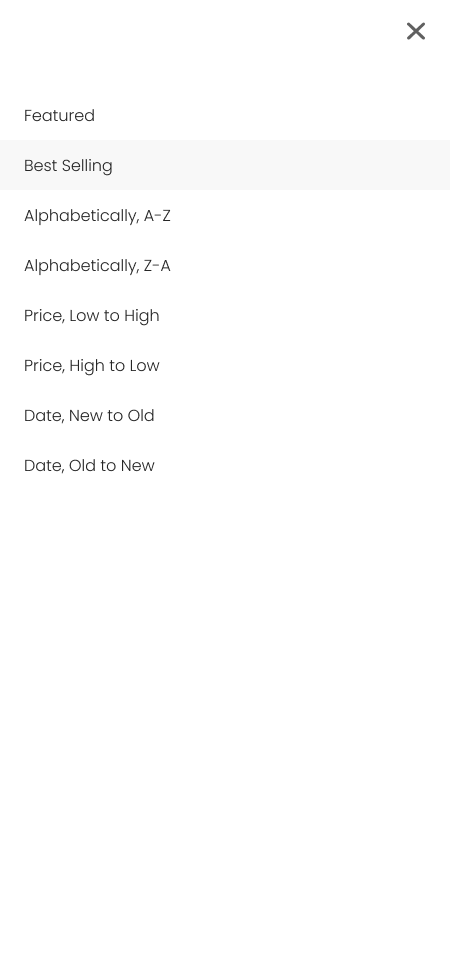 Featured
Best Selling
Alphabetically, A-Z
Alphabetically, Z-A
Price, Low to High
Price, High to Low
Date, New to Old
Date, Old to New